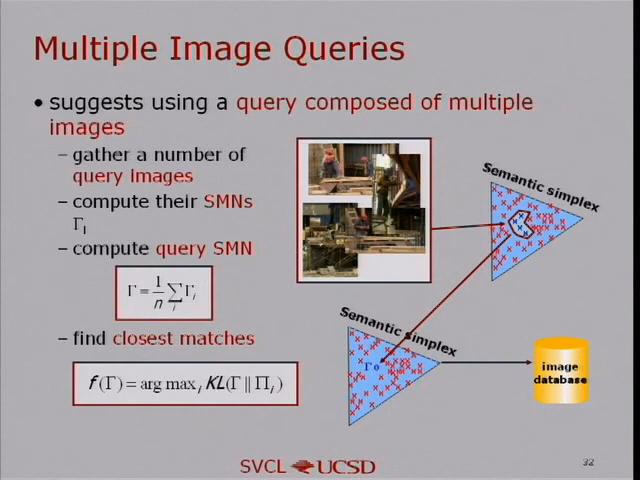 Multiple Image Queries
• suggests using a query composed of multiple
images
– gather a number of
query images
– compute their SMNs
Γi
– compute query SMN
Γ = 1/n ∑i Γi
– find closest matches
f(Γ) = arg maxi KL(Γ || Πi)
Semantic simplex
Semantic simplex
Γ
image
database
SVCL UCSD
32